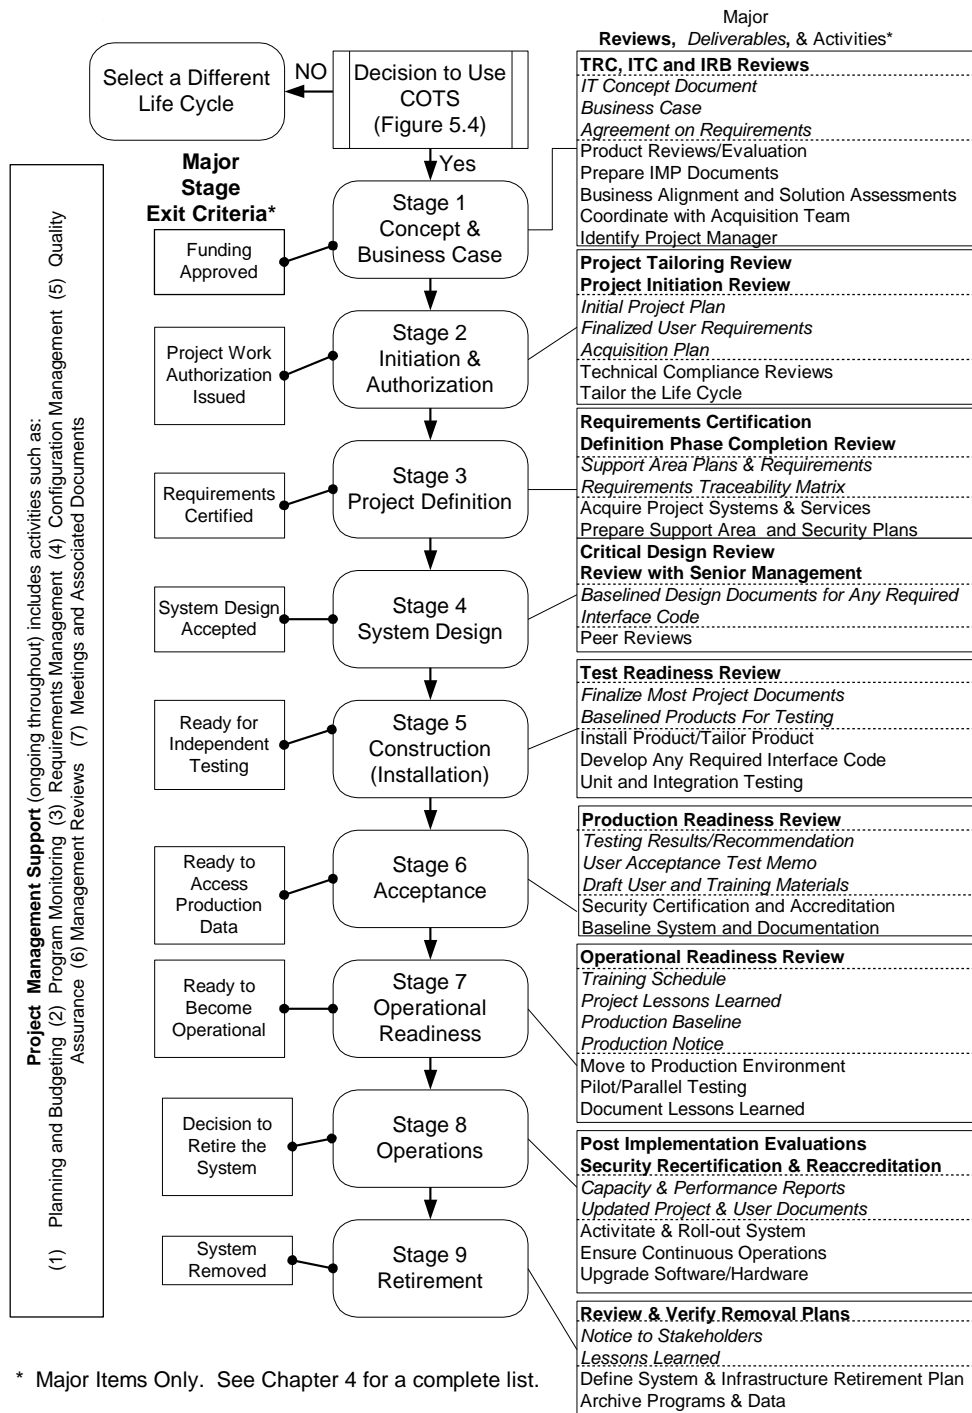 Major
Reviews, Deliverables, & Activities*
Select a Different
Life Cycle
NO
Decision to Use
COTS
(Figure 5.4)
Yes
Major
Stage
Exit Criteria*
Project Management Support (ongoing throughout) includes activities such as:
(1) Planning and Budgeting (2) Program Monitoring (3) Requirements Management (4) Configuration Management (5) Quality
Assurance (6) Management Reviews (7) Meetings and Associated Documents
Funding
Approved
Stage 1
Concept &
Business Case
TRC, ITC and IRB Reviews
IT Concept Document
Business Case
Agreement on Requirements
Product Reviews/Evaluation
Prepare IMP Documents
Business Alignment and Solution Assessments
Coordinate with Acquisition Team
Identify Project Manager
Project Work
Authorization
Issued
Stage 2
Initiation &
Authorization
Project Tailoring Review
Project Initiation Review
Initial Project Plan
Finalized User Requirements
Acquisition Plan
Technical Compliance Reviews
Tailor the Life Cycle
Requirements
Certified
Stage 3
Project Definition
Requirements Certification
Definition Phase Completion Review
Support Area Plans & Requirements
Requirements Traceability Matrix
Acquire Project Systems & Services
Prepare Support Area and Security Plans
System Design
Accepted
Stage 4
System Design
Critical Design Review
Review with Senior Management
Baselined Design Documents for Any Required
Interface Code
Peer Reviews
Ready for
Independent
Testing
Stage 5
Construction
(Installation)
Test Readiness Review
Finalize Most Project Documents
Baselined Products For Testing
Install Product/Tailor Product
Develop Any Required Interface Code
Unit and Integration Testing
Ready to
Access
Production
Data
Stage 6
Acceptance
Production Readiness Review
Testing Results/Recommendation
User Acceptance Test Memo
Draft User and Training Materials
Security Certification and Accreditation
Baseline System and Documentation
Ready to
Become
Operational
Stage 7
Operational
Readiness
Operational Readiness Review
Training Schedule
Project Lessons Learned
Production Baseline
Production Notice
Move to Production Environment
Pilot/Parallel Testing
Document Lessons Learned
Decision to
Retire the
System
Stage 8
Operations
Post Implementation Evaluations
Security Recertification & Reaccreditation
Capacity & Performance Reports
Updated Project & User Documents
Activitate & Roll-out System
Ensure Continuous Operations
Upgrade Software/Hardware
System
Removed
Stage 9
Retirement
Review & Verify Removal Plans
Notice to Stakeholders
Lessons Learned
Define System & Infrastructure Retirement Plan
Archive Programs & Data
* Major Items Only. See Chapter 4 for a complete list.